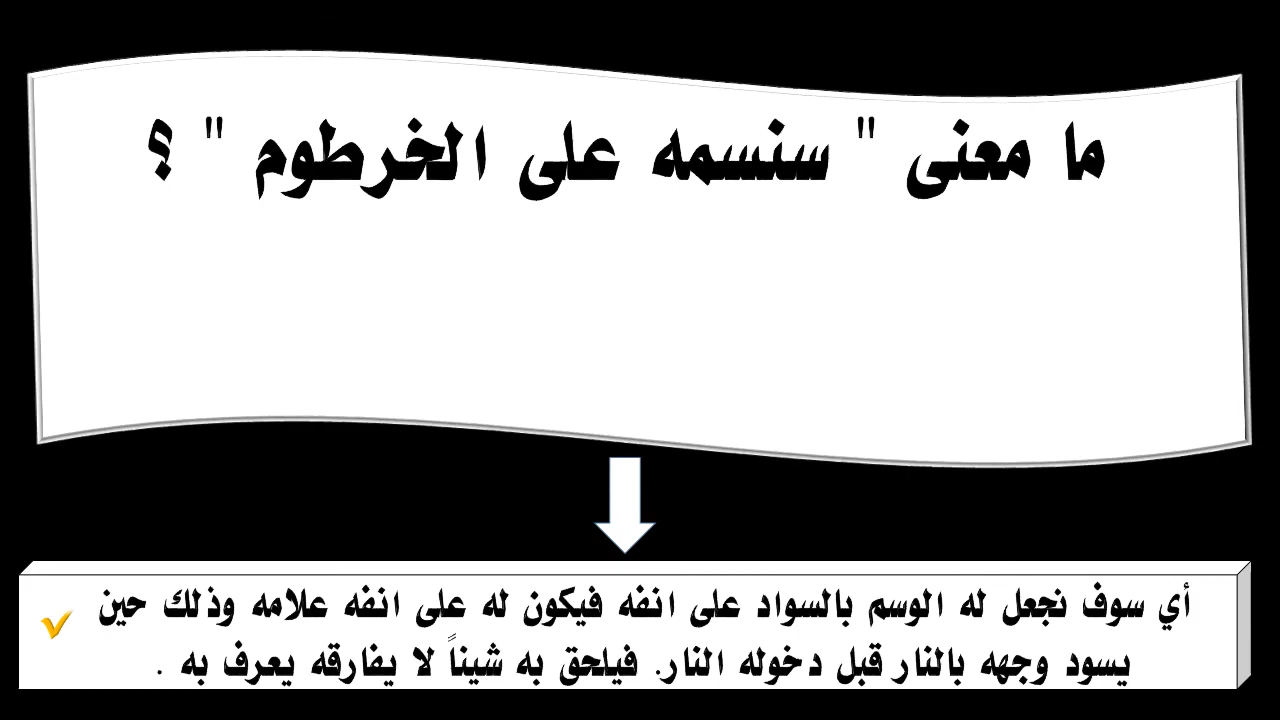 ما معنى " سنسمه على الخرطوم " ؟
أي سوف نجعل له الوسم بالسواد على انفه فيكون له على انفه علامه وذلك حين
يسود وجهه بالنار قبل دخوله النار. فيلحق به شيناً لا يفارقه يعرف به .